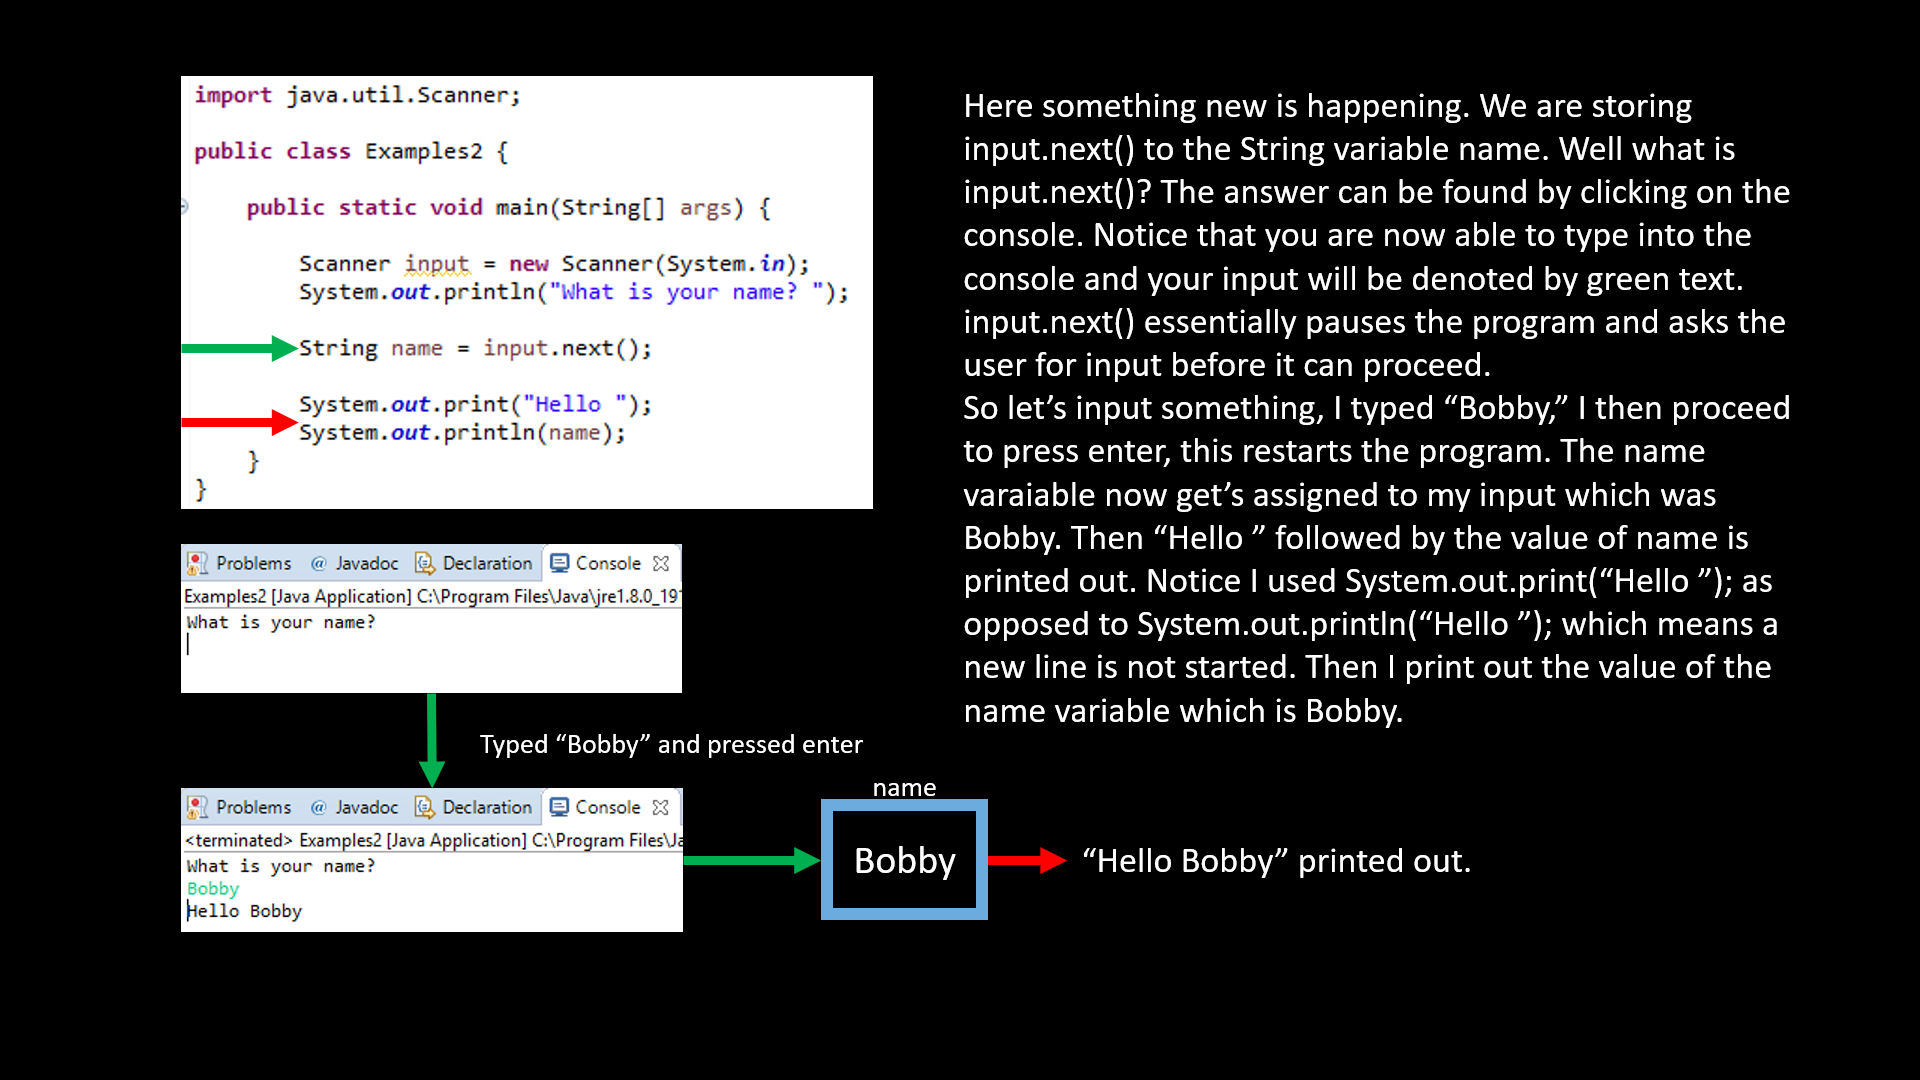 import java.util.Scanner;
public class Examples2 {
public static void main(String[] args) {
Scanner input = new Scanner(System.in);
System.out.println("What is your name? ");
String name = input.next();
System.out.print("Hello ");
System.out.println(name);
}
}
Here something new is happening. We are storing
input.next() to the String variable name. Well what is
input.next()? The answer can be found by clicking on the
console. Notice that you are now able to type into the
console and your input will be denoted by green text.
input.next() essentially pauses the program and asks the
user for input before it can proceed.
So let’s input something, I typed “Bobby,” I then proceed
to press enter, this restarts the program. The name
varaiable now get’s assigned to my input which was
Bobby. Then “Hello ” followed by the value of name is
printed out. Notice I used System.out.print(“Hello ”); as
opposed to System.out.println(“Hello ”); which means a
new line is not started. Then I print out the value of the
name variable which is Bobby.
Problems @ Javadoc Declaration Console
Examples2 [Java Application] C:\Program Files\Java\jre1.8.0_191
What is your name?
Typed “Bobby” and pressed enter
Problems @ Javadoc Declaration Console
<terminated> Examples2 [Java Application] C:\Program Files\Ja
What is your name?
Bobby
Hello Bobby
name
Bobby
“Hello Bobby” printed out.